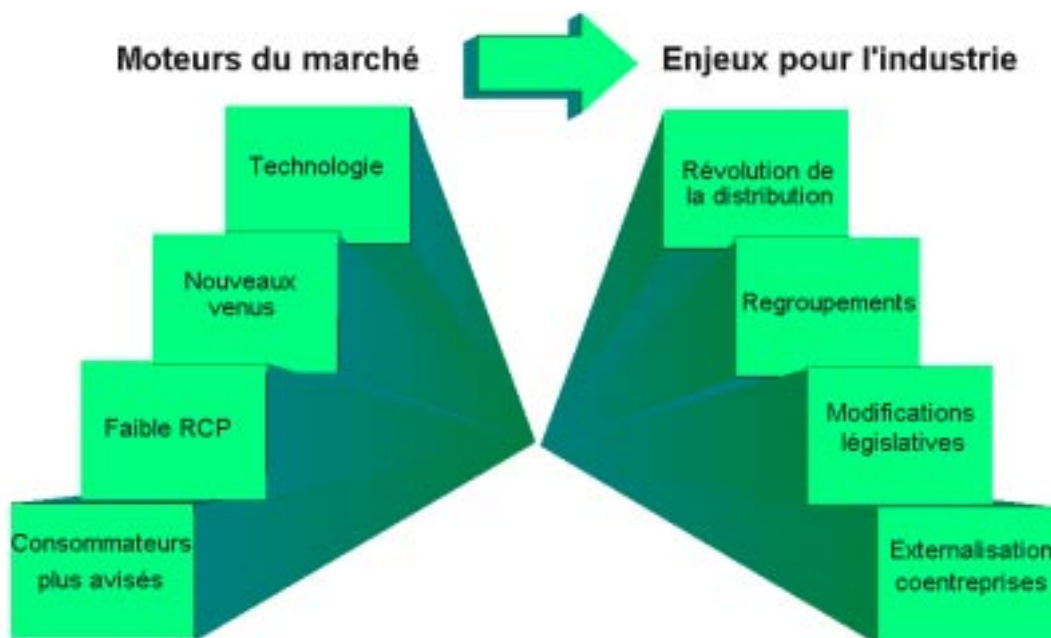 Moteurs du marché
Enjeux pour l'industrie
Technologie
Nouveaux
venus
Faible RCP
Consommateurs
plus avisés
Révolution de
la distribution
Regroupements
Modifications
législatives
Externalisation
coentreprises